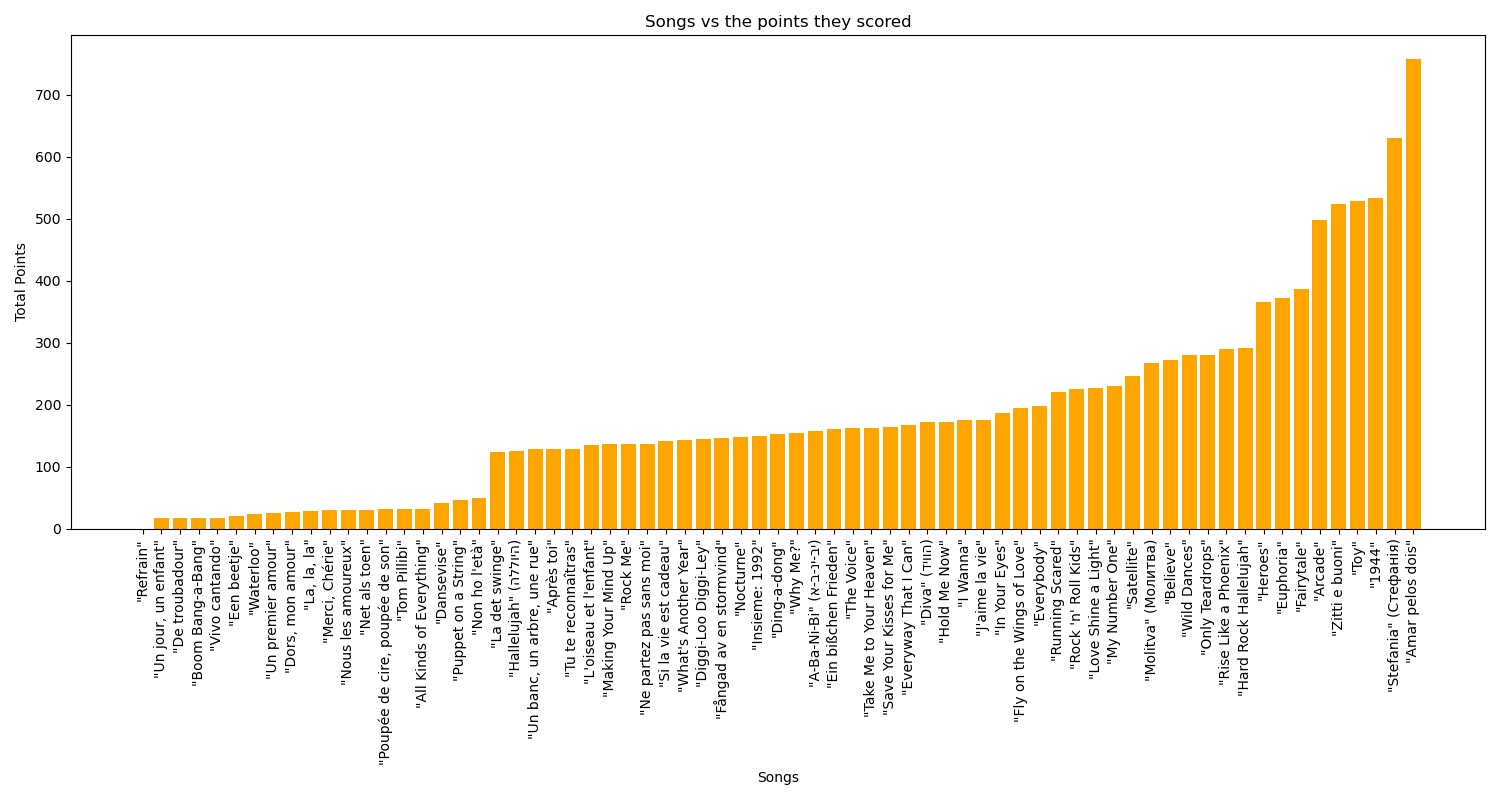 Songs vs the points they scored
Total Points
700
600
500
400
300
200
100
0
"Refrain"
"Un jour, un enfant"
"De troubadour"
"Boom Bang-a-Bang"
"Vivo cantando"
"Een beetje"
"Waterloo"
"Un premier amour"
"Dors, mon amour"
"La, la, la"
"Merci, Chérie"
"Nous les amoureux"
"Net als toen"
"Poupée de cire, poupée de son"
"Tom Pillibi"
"All Kinds of Everything"
"Dansevise"
"Puppet on a String"
"Non ho l'età"
"La det swinge"
"Hallelujah" (הללויה)
"Un banc, un arbre, une rue"
"Après toi"
"Tu te reconnaîtras"
"L'oiseau et l'enfant"
"Making Your Mind Up"
"Rock Me"
"Ne partez pas sans moi"
"Si la vie est cadeau"
"What's Another Year"
"Diggi-Loo Diggi-Ley"
"Fångad av en stormvind"
"Nocturne"
"Insieme: 1992"
"Ding-a-dong"
"Why Me?"
"A-Ba-Ni-Bi" (א-ב-ני-בי)
"Ein bißchen Frieden"
"The Voice"
"Take Me to Your Heaven"
"Save Your Kisses for Me"
"Everyway That I Can"
"Diva" (דיווה)
"Hold Me Now"
"I Wanna"
"J'aime la vie"
"In Your Eyes"
"Fly on the Wings of Love"
"Everybody"
"Running Scared"
"Rock 'n' Roll Kids"
"Love Shine a Light"
"My Number One"
"Satellite"
"Molitva" (Молитва)
"Believe"
"Wild Dances"
"Only Teardrops"
"Rise Like a Phoenix"
"Hard Rock Hallelujah"
"Heroes"
"Euphoria"
"Fairytale"
"Arcade"
"Zitti e buoni"
"Toy"
"1944"
"Stefania" (Стефанія)
"Amar pelos dois"
Songs